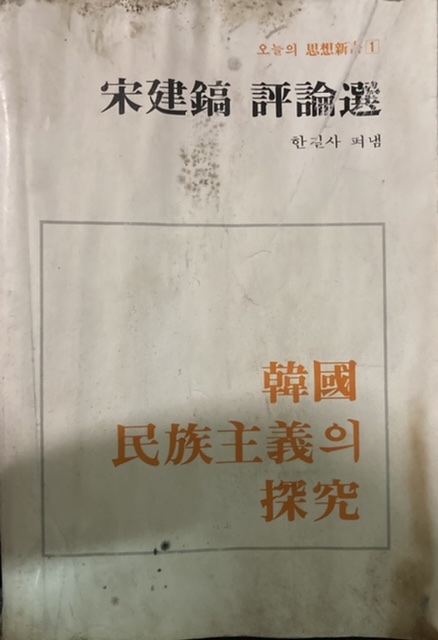 오늘의 思想新書 1
宋建鎬 評論選
한길사 펴냄
韓國
民族主義의
探究